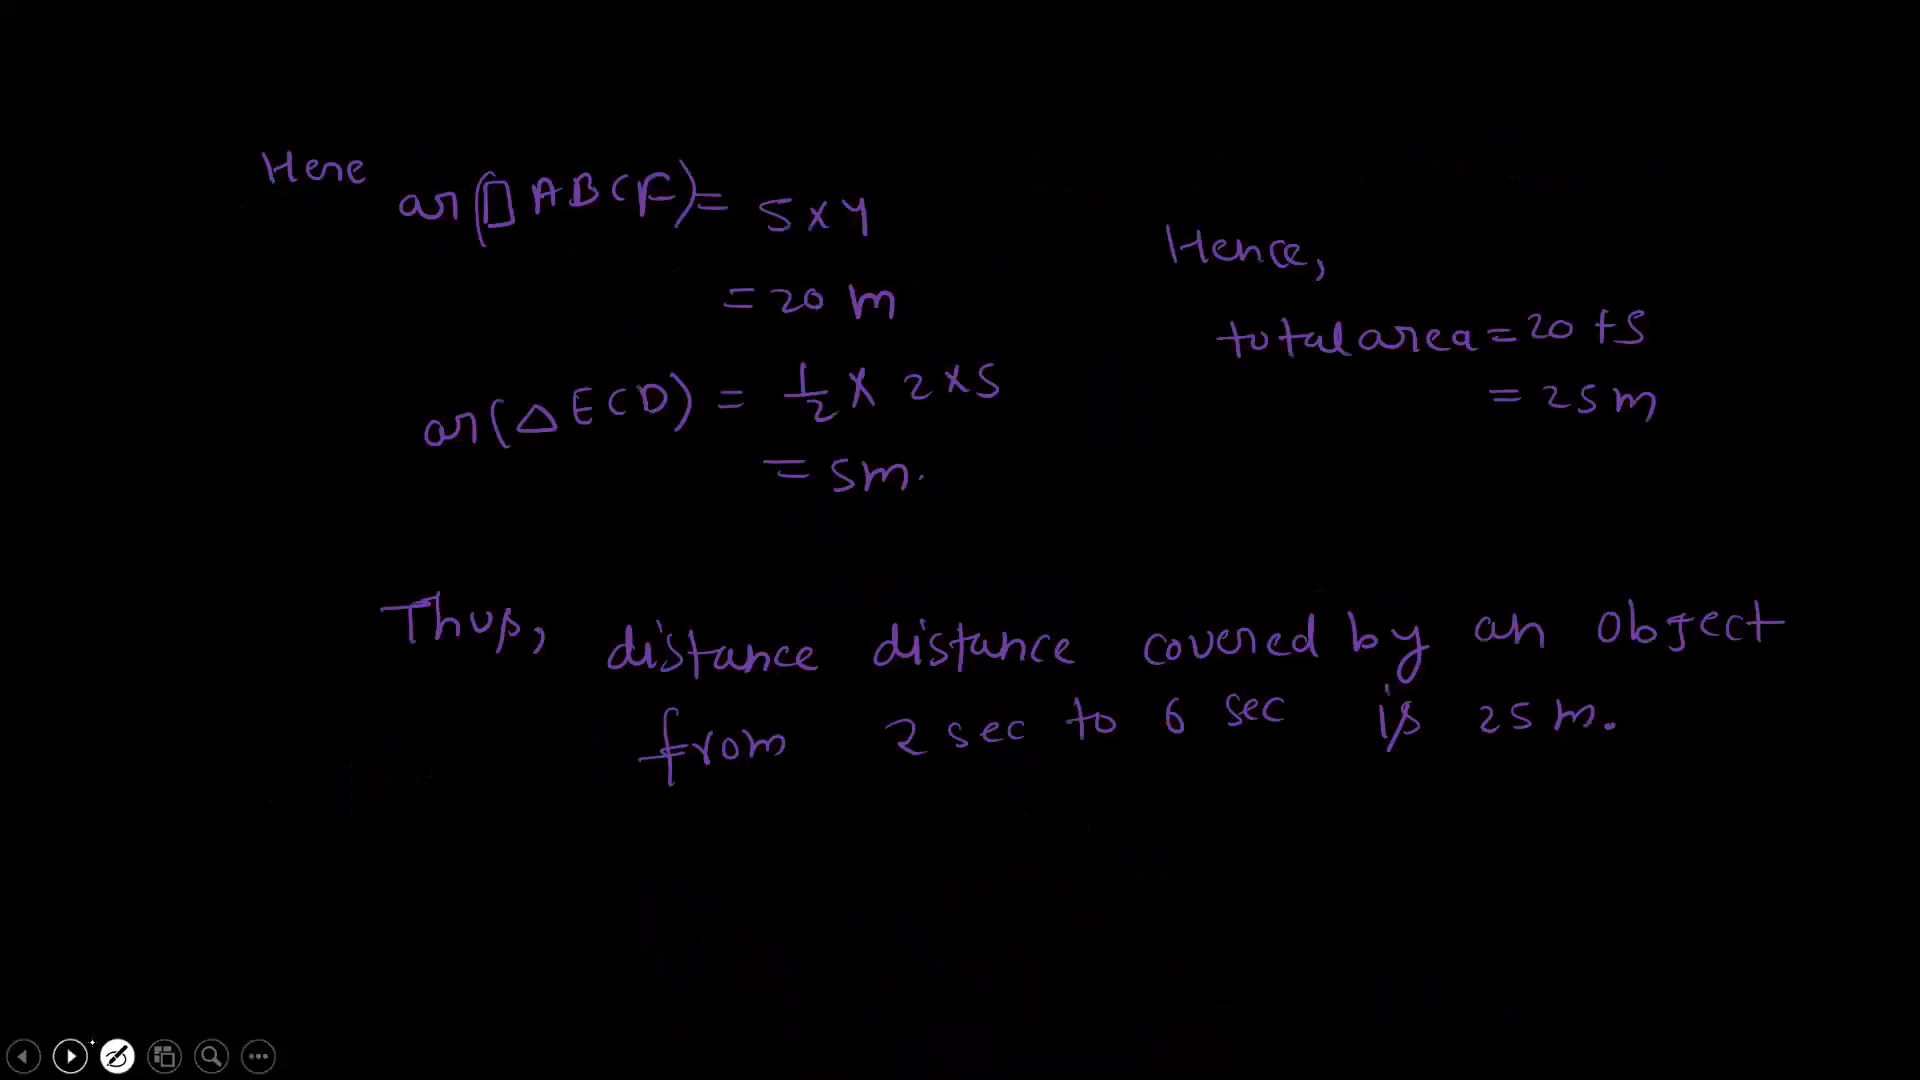 Here ar(▯ ABCF) = 5 x 4
= 20 m
ar(△ ECD) = 1/2 x 2 x 5
= 5m.
Hence,
total area = 20 + 5
= 25 m
Thus, distance distance covered by an object
from 2 sec to 6 sec is 25 m.